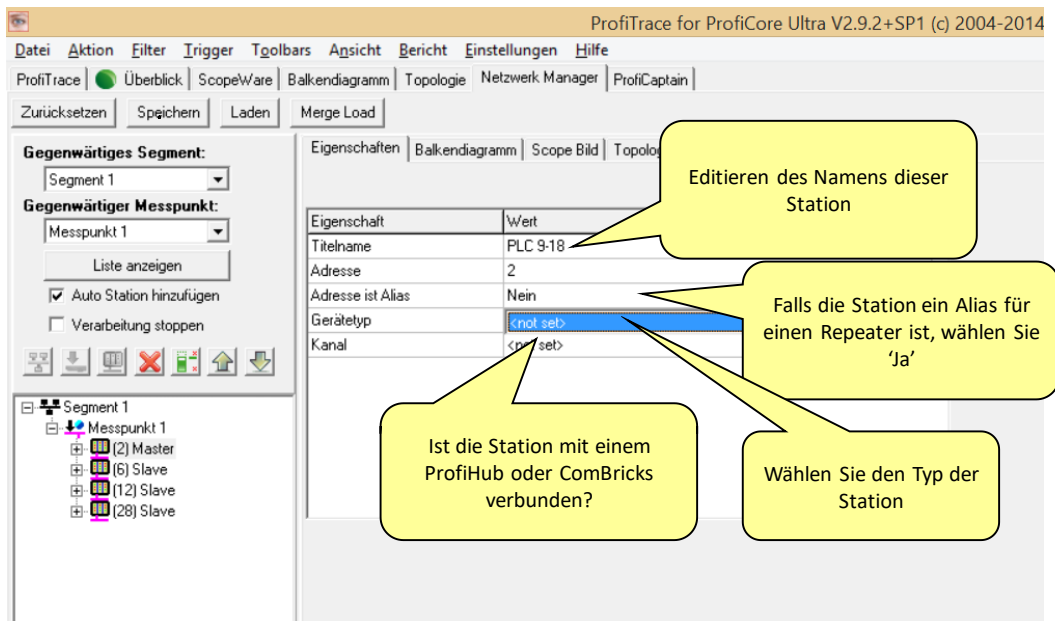 ProfiTrace for ProfiCore Ultra V2.9.2+SP1 (c) 2004-2014
Datei Aktion Filter Trigger Toolbars Ansicht Bericht Einstellungen Hilfe
ProfiTrace Überblick ScopeWare Balkendiagramm Topologie Netzwerk Manager ProfiCaptain
Zurücksetzen Speichern Laden Merge Load
Gegenwärtiges Segment:
Segment 1
Gegenwärtiger Messpunkt:
Messpunkt 1
Liste anzeigen
Auto Station hinzufügen
Verarbeitung stoppen
Segment 1
Messpunkt 1
(2) Master
(6) Slave
(12) Slave
(28) Slave
Eigenschaften Balkendiagramm Scope Bild Topolog
Eigenschaft Wert
Titelname PLC 9-18
Adresse 2
Adresse ist Alias Nein
Gerätetyp <not set>
Kanal <not set>
Editieren des Namens dieser
Station
Falls die Station ein Alias für
einen Repeater ist, wählen Sie
‘Ja’
Ist die Station mit einem
ProfiHub oder ComBricks
verbunden?
Wählen Sie den Typ der
Station